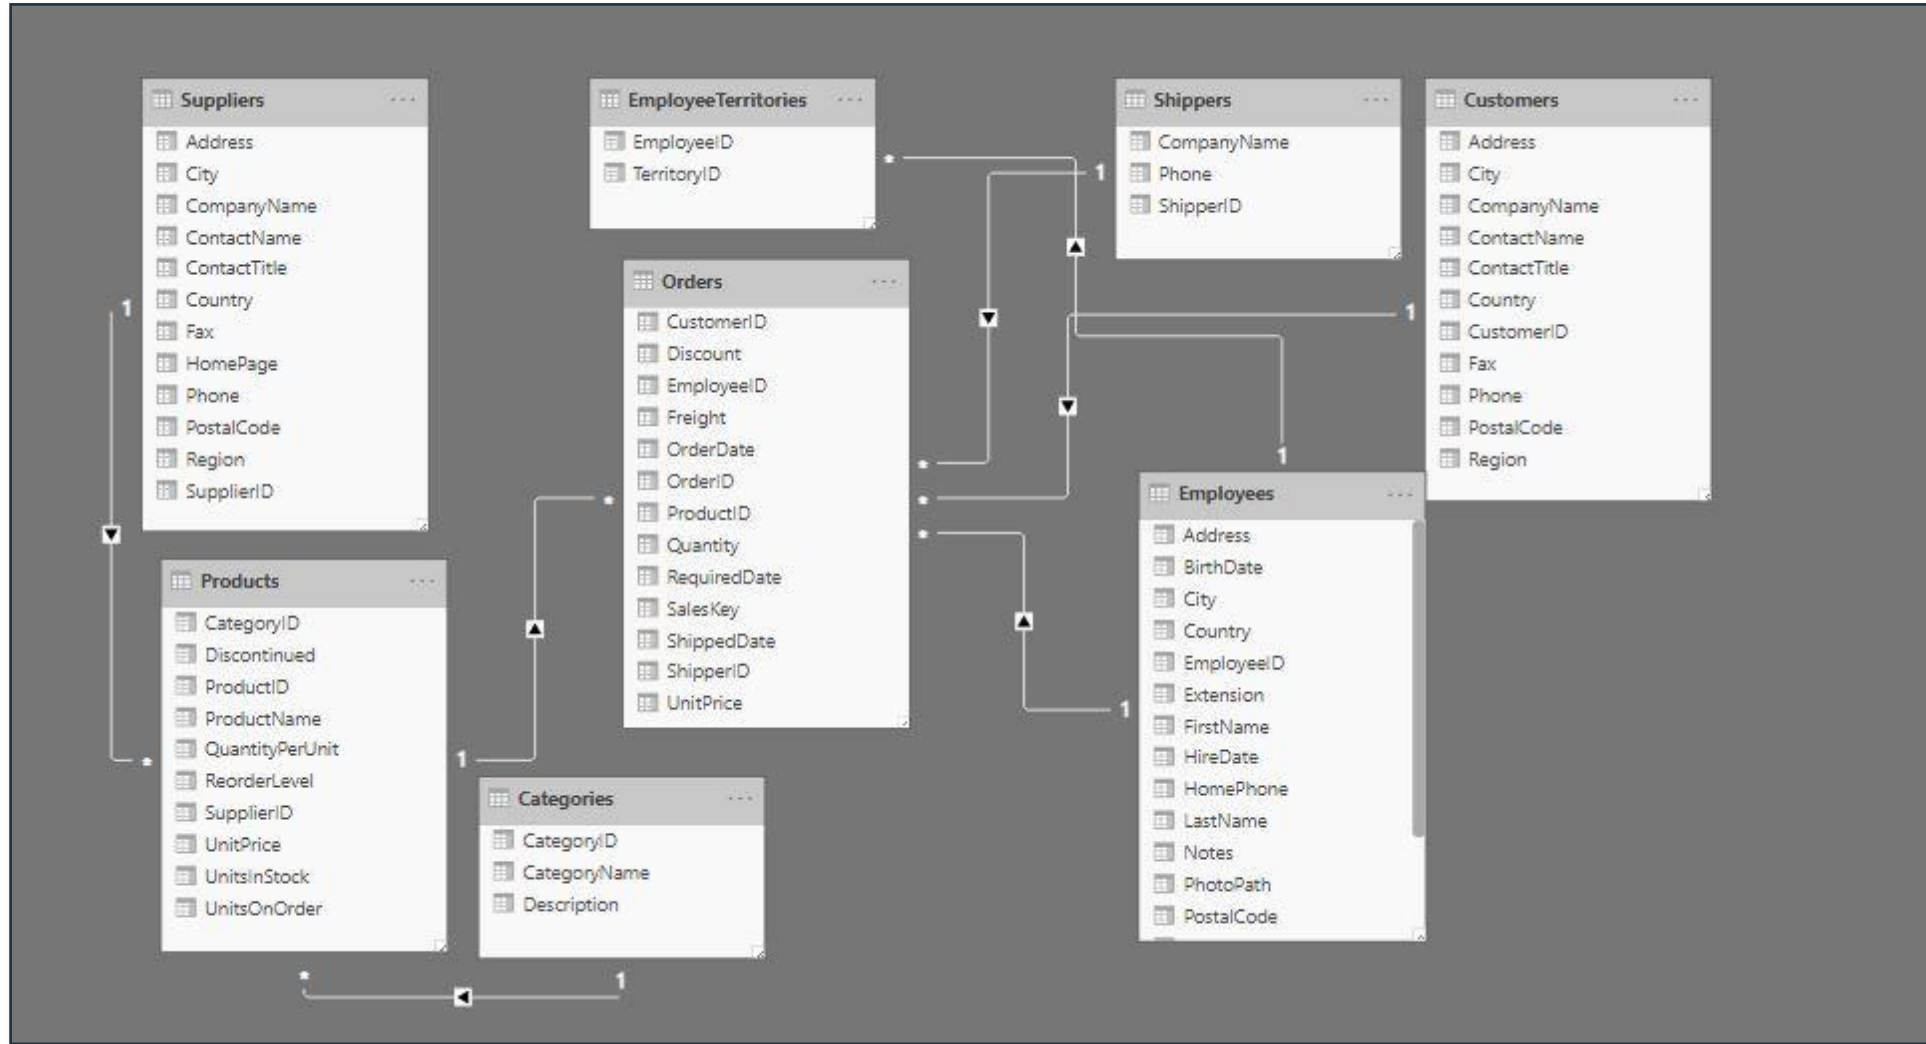 Suppliers
Address
City
CompanyName
ContactName
ContactTitle
Country
Fax
HomePage
Phone
PostalCode
Region
SupplierID
EmployeeTerritories
EmployeeID
TerritoryID
Shippers
CompanyName
Phone
ShipperID
Customers
Address
City
CompanyName
ContactName
ContactTitle
Country
CustomerID
Fax
Phone
PostalCode
Region
Orders
CustomerID
Discount
EmployeeID
Freight
OrderDate
OrderID
ProductID
Quantity
RequiredDate
SalesKey
ShippedDate
ShipperID
UnitPrice
Products
CategoryID
Discontinued
ProductID
ProductName
QuantityPerUnit
ReorderLevel
SupplierID
UnitPrice
UnitsInStock
UnitsOnOrder
Categories
CategoryID
CategoryName
Description
Employees
Address
BirthDate
City
Country
EmployeeID
Extension
FirstName
HireDate
HomePhone
LastName
Notes
PhotoPath
PostalCode
1
*
*
1
1
1
*
*
*
*
1
1
1
*
1
*